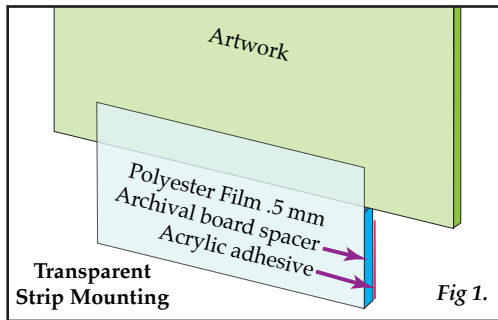 Artwork
Polyester Film .5 mm
Archival board spacer
Acrylic adhesive
Transparent
Strip Mounting
Fig 1.